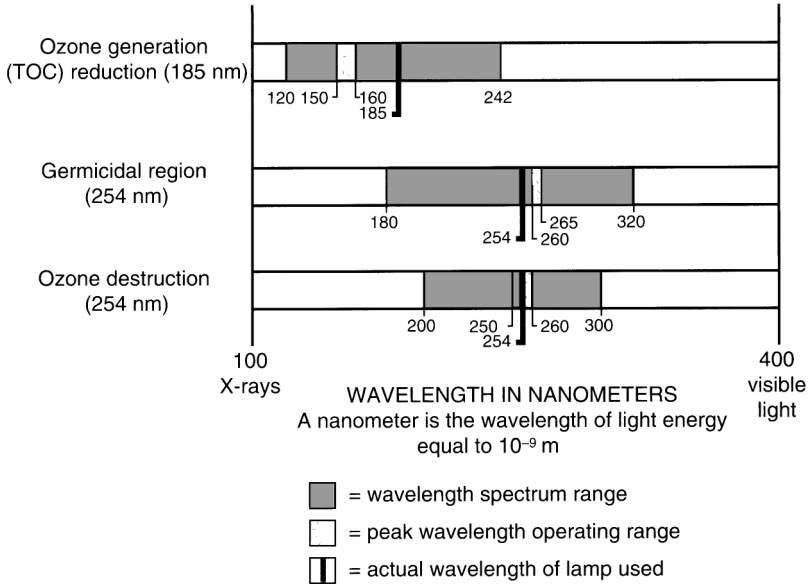 Ozone generation
(TOC) reduction (185 nm)
120 150 160 242
185
Germicidal region
(254 nm)
180 265 320
254 260
Ozone destruction
(254 nm)
200 250 260 300
254
100
X-rays
400
visible
light
WAVELENGTH IN NANOMETERS
A nanometer is the wavelength of light energy
equal to 10⁻⁹ m
= wavelength spectrum range
= peak wavelength operating range
= actual wavelength of lamp used